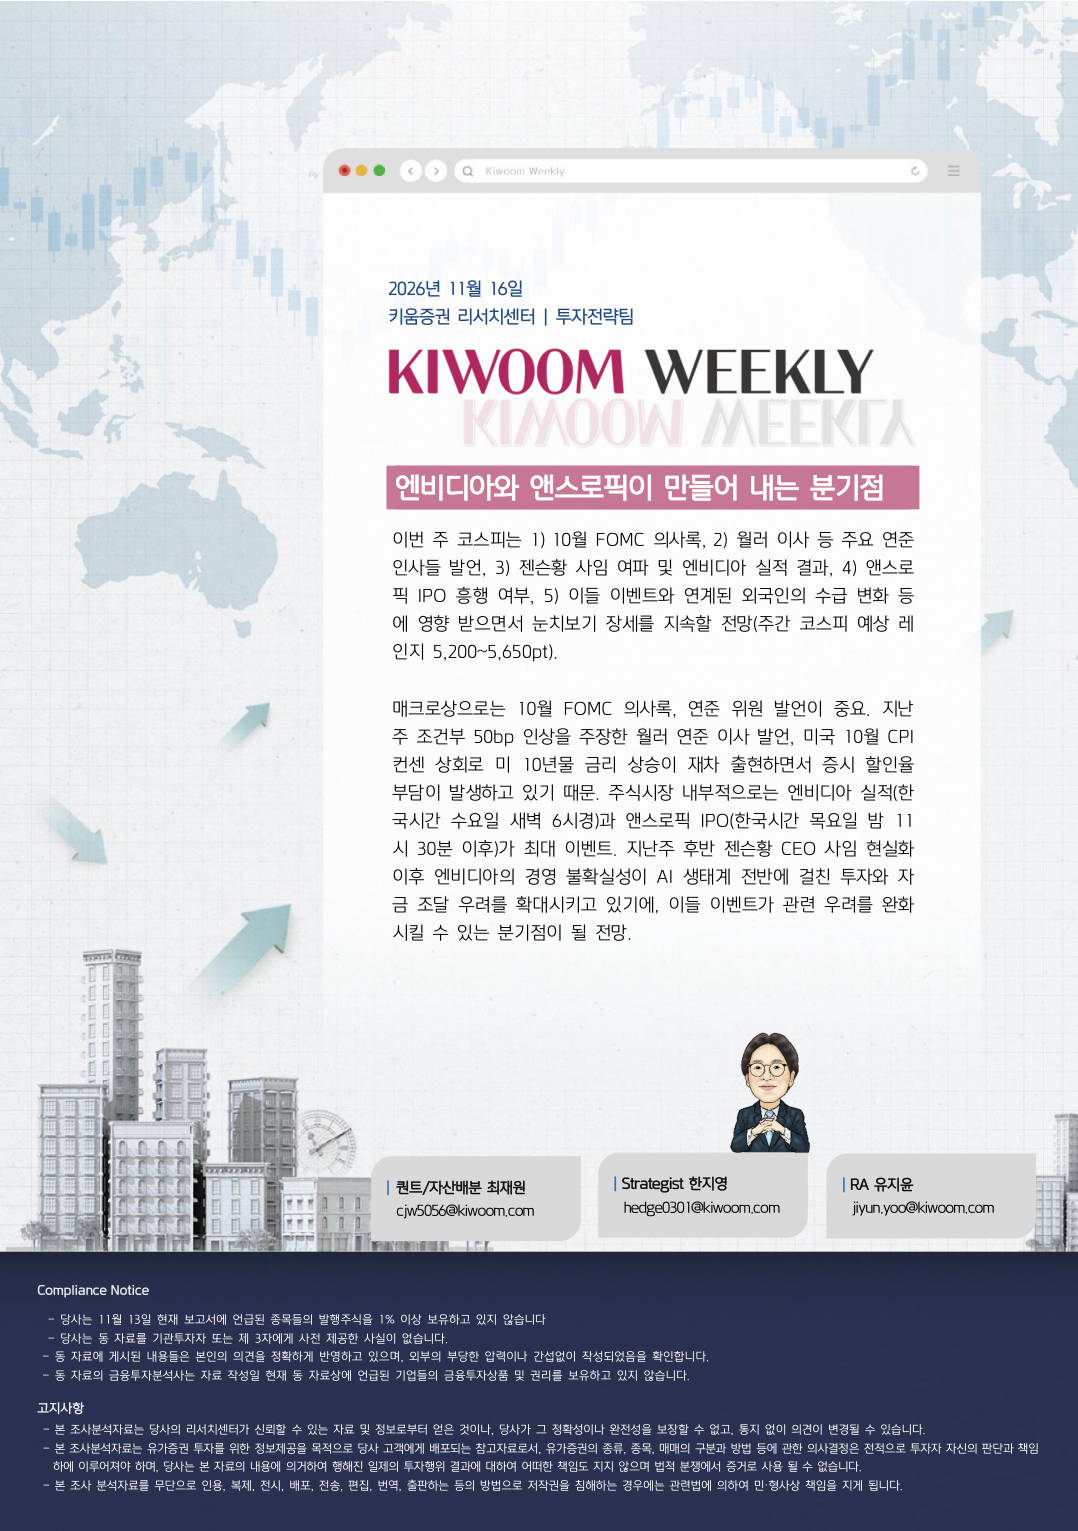 Kiwoom Weekly
2026년 11월 16일
키움증권 리서치센터 | 투자전략팀
KIWOOM WEEKLY
엔비디아와 앤스로픽이 만들어 내는 분기점
이번 주 코스피는 1) 10월 FOMC 의사록, 2) 월러 이사 등 주요 연준
인사들 발언, 3) 젠슨황 사임 여파 및 엔비디아 실적 결과, 4) 앤스로
픽 IPO 흥행 여부, 5) 이들 이벤트와 연계된 외국인의 수급 변화 등
에 영향 받으면서 눈치보기 장세를 지속할 전망(주간 코스피 예상 레
인지 5,200~5,650pt).
매크로상으로는 10월 FOMC 의사록, 연준 위원 발언이 중요. 지난
주 조건부 50bp 인상을 주장한 월러 연준 이사 발언, 미국 10월 CPI
컨센 상회로 미 10년물 금리 상승이 재차 출현하면서 증시 할인율
부담이 발생하고 있기 때문. 주식시장 내부적으로는 엔비디아 실적(한
국시간 수요일 새벽 6시경)과 앤스로픽 IPO(한국시간 목요일 밤 11
시 30분 이후)가 최대 이벤트. 지난주 후반 젠슨황 CEO 사임 현실화
이후 엔비디아의 경영 불확실성이 AI 생태계 전반에 걸친 투자와 자
금 조달 우려를 확대시키고 있기에, 이들 이벤트가 관련 우려를 완화
시킬 수 있는 분기점이 될 전망.
| 퀀트/자산배분 최재원
cjw5056@kiwoom.com
| Strategist 한지영
hedge0301@kiwoom.com
| RA 유지윤
jiyun.yoo@kiwoom.com
Compliance Notice
- 당사는 11월 13일 현재 보고서에 언급된 종목들의 발행주식을 1% 이상 보유하고 있지 않습니다
- 당사는 동 자료를 기관투자자 또는 제 3자에게 사전 제공한 사실이 없습니다.
- 동 자료에 게시된 내용들은 본인의 의견을 정확하게 반영하고 있으며, 외부의 부당한 압력이나 간섭없이 작성되었음을 확인합니다.
- 동 자료의 금융투자분석사는 자료 작성일 현재 동 자료상에 언급된 기업들의 금융투자상품 및 권리를 보유하고 있지 않습니다.
고지사항
- 본 조사분석자료는 당사의 리서치센터가 신뢰할 수 있는 자료 및 정보로부터 얻은 것이나, 당사가 그 정확성이나 완전성을 보장할 수 없고, 통지 없이 의견이 변경될 수 있습니다.
- 본 조사분석자료는 유가증권 투자를 위한 정보제공을 목적으로 당사 고객에게 배포되는 참고자료로서, 유가증권의 종류, 종목, 매매의 구분과 방법 등에 관한 의사결정은 전적으로 투자자 자신의 판단과 책임
하에 이루어져야 하며, 당사는 본 자료의 내용에 의거하여 행해진 일체의 투자행위 결과에 대하여 어떠한 책임도 지지 않으며 법적 분쟁에서 증거로 사용 될 수 없습니다.
- 본 조사 분석자료를 무단으로 인용, 복제, 전시, 배포, 전송, 편집, 번역, 출판하는 등의 방법으로 저작권을 침해하는 경우에는 관련법에 의하여 민·형사상 책임을 지게 됩니다.